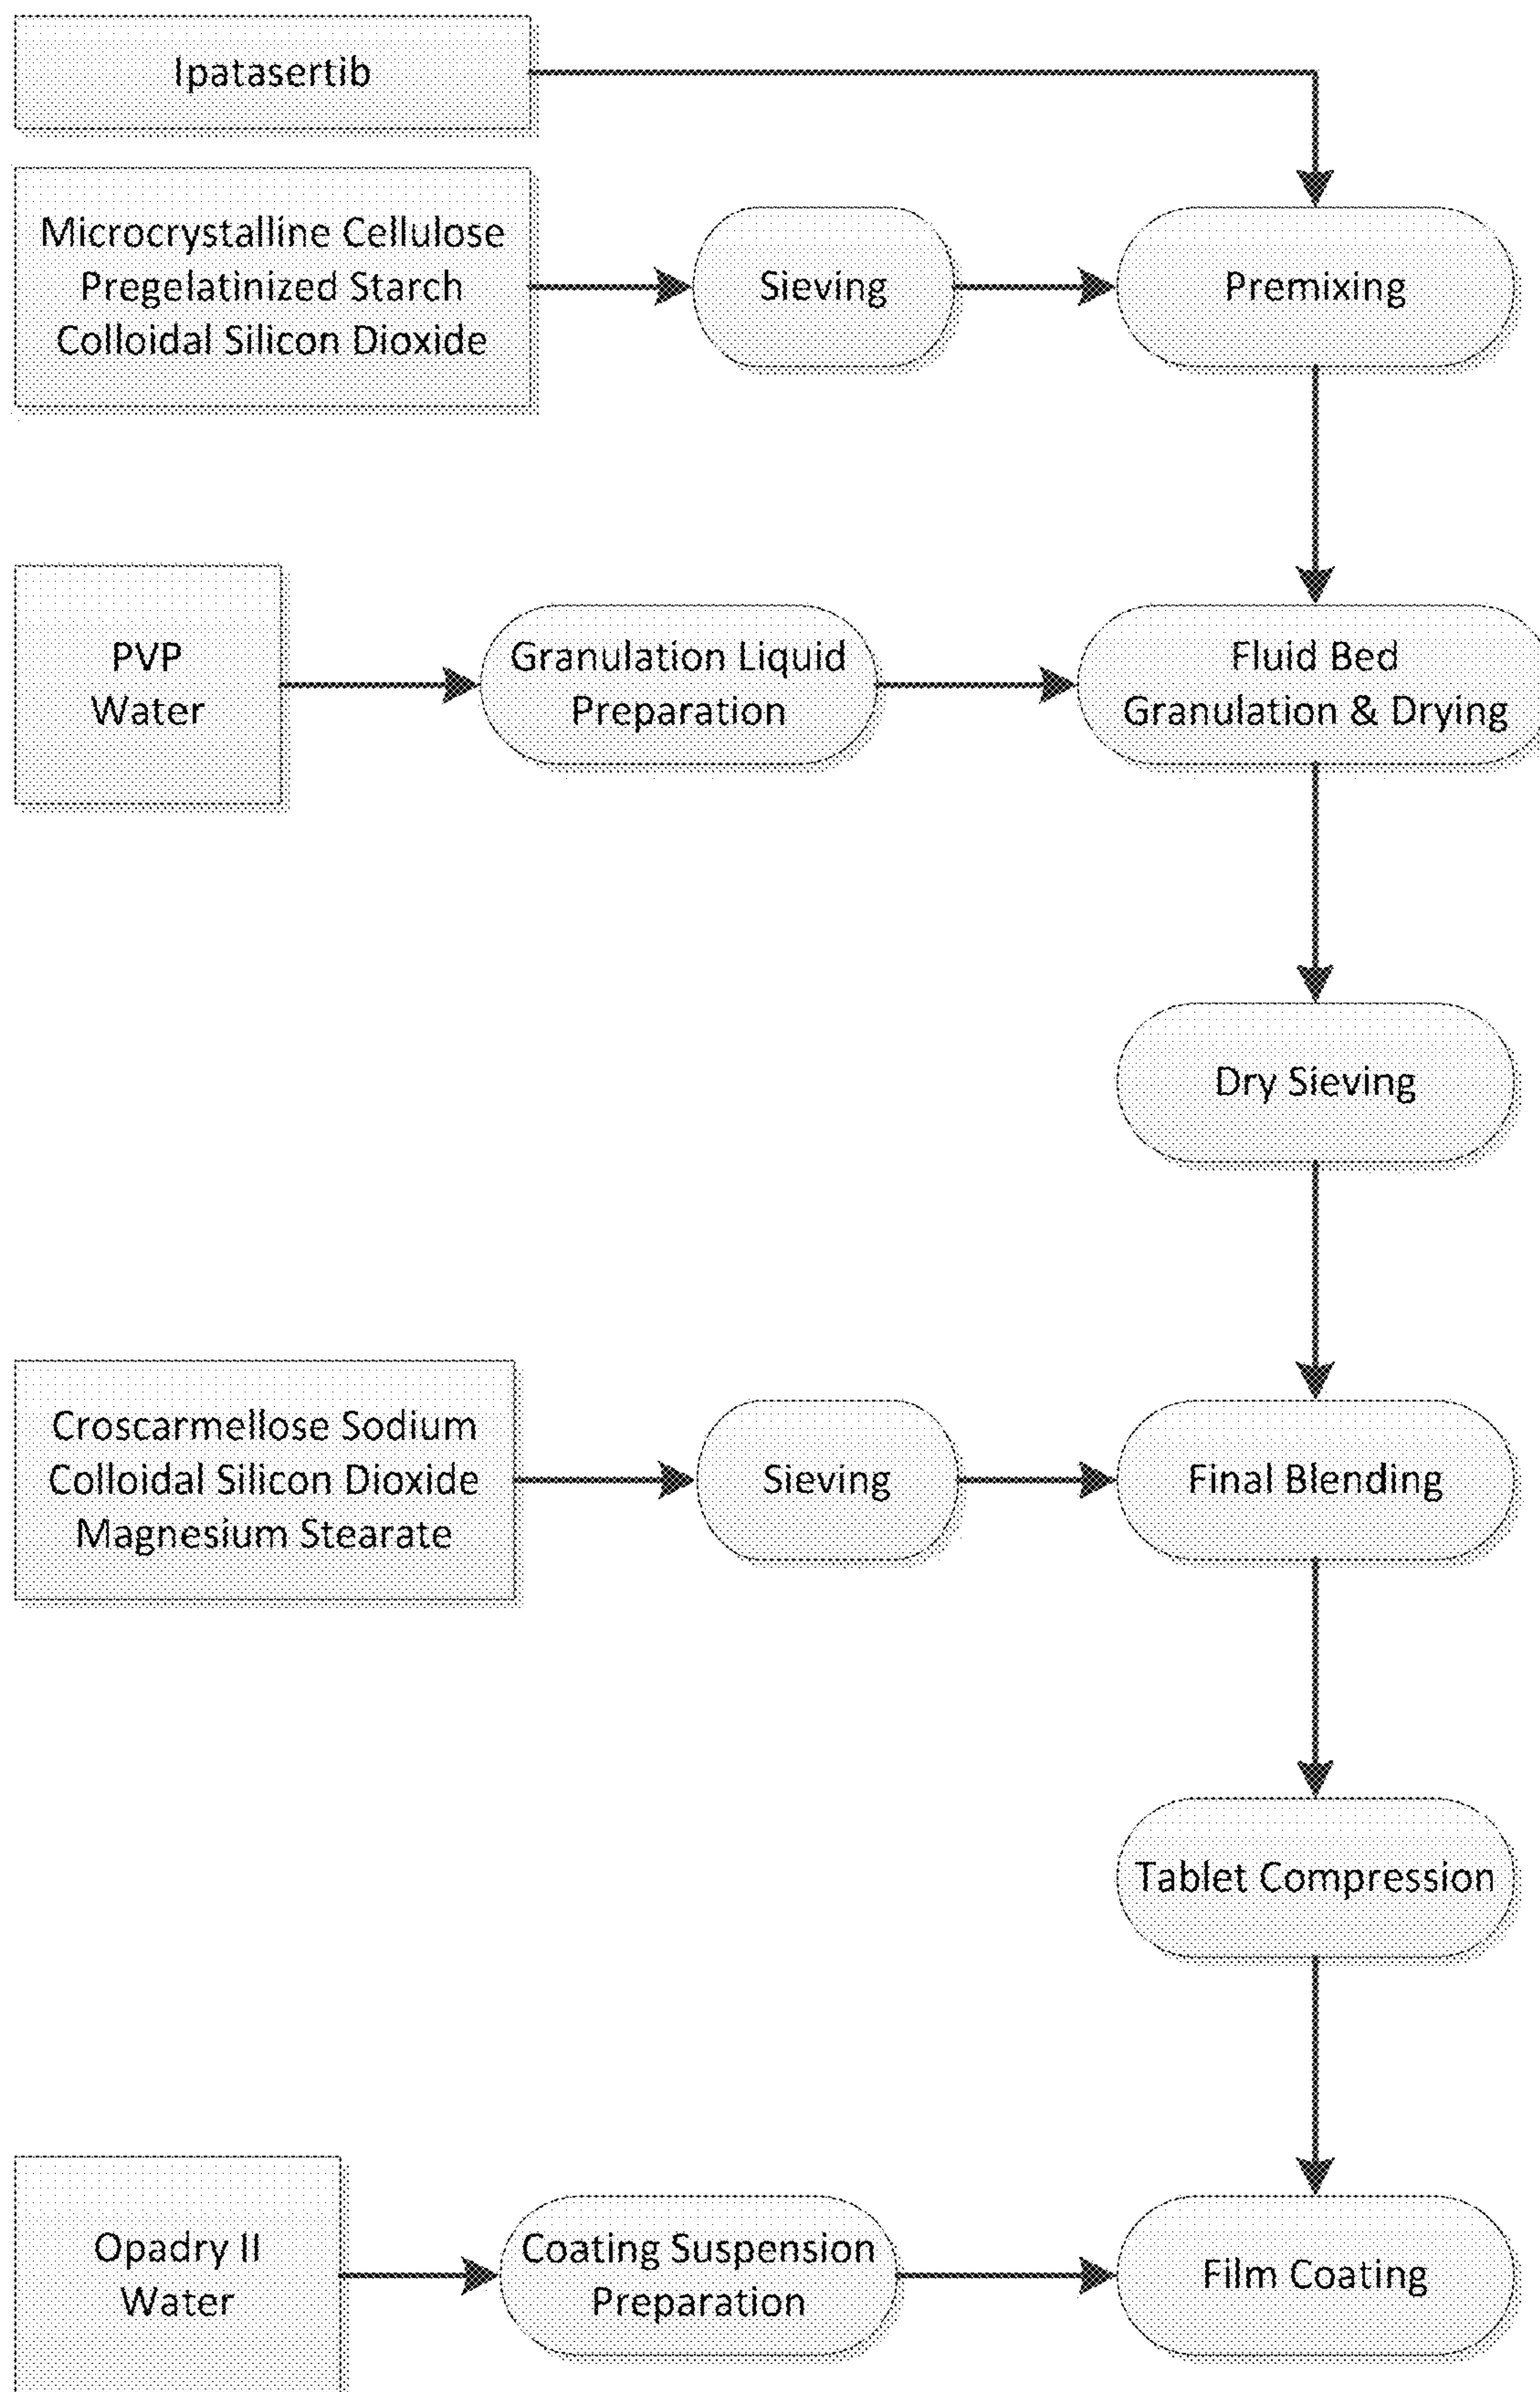 Ipatasertib
Microcrystalline Cellulose
Pregelatinized Starch
Colloidal Silicon Dioxide
Sieving
Premixing
PVP
Water
Granulation Liquid
Preparation
Fluid Bed
Granulation & Drying
Dry Sieving
Croscarmellose Sodium
Colloidal Silicon Dioxide
Magnesium Stearate
Sieving
Final Blending
Tablet Compression
Opadry II
Water
Coating Suspension
Preparation
Film Coating